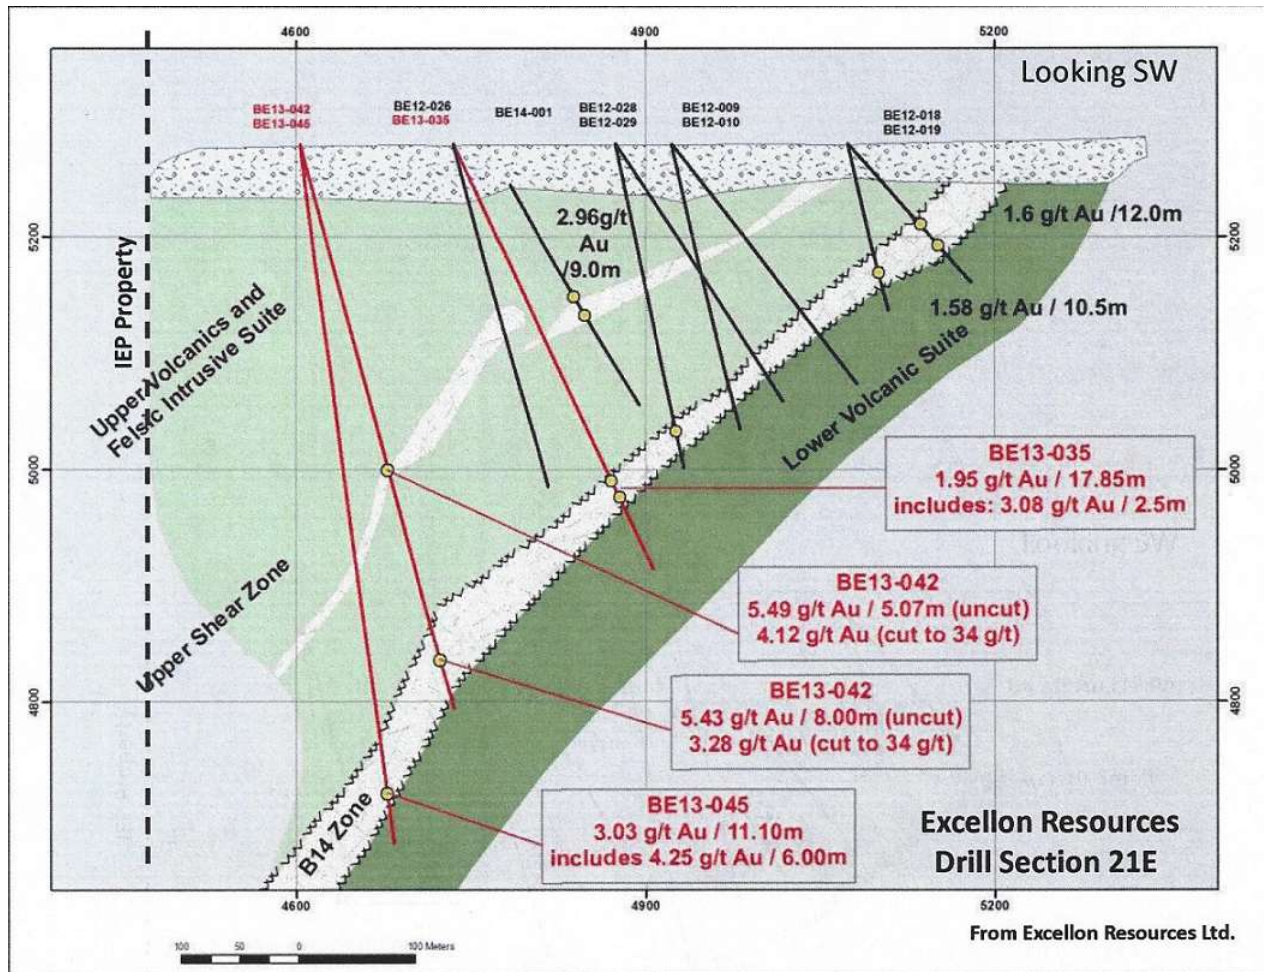 4600
4900
5200
Looking SW
BE13-042
BE13-045
BE12-026
BE13-035
BE14-001
BE12-028
BE12-029
BE12-009
BE12-010
BE12-018
BE12-019
IEP Property
Upper Volcanics and
Felsic Intrusive Suite
2.96g/t
Au
/9.0m
1.6 g/t Au /12.0m
5200
5200
1.58 g/t Au / 10.5m
Lower Volcanic Suite
5000
5000
BE13-035
1.95 g/t Au / 17.85m
includes: 3.08 g/t Au / 2.5m
Upper Shear Zone
BE13-042
5.49 g/t Au / 5.07m (uncut)
4.12 g/t Au (cut to 34 g/t)
4800
4800
BE13-042
5.43 g/t Au / 8.00m (uncut)
3.28 g/t Au (cut to 34 g/t)
B14 Zone
BE13-045
3.03 g/t Au / 11.10m
includes 4.25 g/t Au / 6.00m
Excellon Resources
Drill Section 21E
4600
4900
5200
100 50 0 100 Meters
From Excellon Resources Ltd.